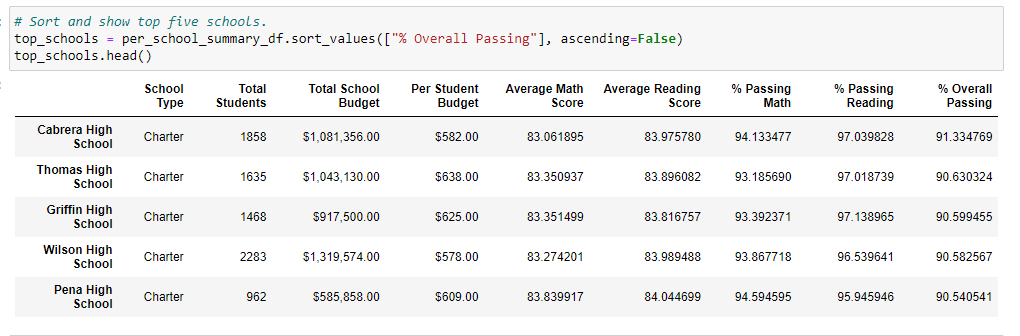 # Sort and show top five schools.
top_schools = per_school_summary_df.sort_values(["% Overall Passing"], ascending=False)
top_schools.head()
School Type Total Students Total School Budget Per Student Budget Average Math Score Average Reading Score % Passing Math % Passing Reading % Overall Passing
Cabrera High School Charter 1858 $1,081,356.00 $582.00 83.061895 83.975780 94.133477 97.039828 91.334769
Thomas High School Charter 1635 $1,043,130.00 $638.00 83.350937 83.896082 93.185690 97.018739 90.630324
Griffin High School Charter 1468 $917,500.00 $625.00 83.351499 83.816757 93.392371 97.138965 90.599455
Wilson High School Charter 2283 $1,319,574.00 $578.00 83.274201 83.989488 93.867718 96.539641 90.582567
Pena High School Charter 962 $585,858.00 $609.00 83.839917 84.044699 94.594595 95.945946 90.540541